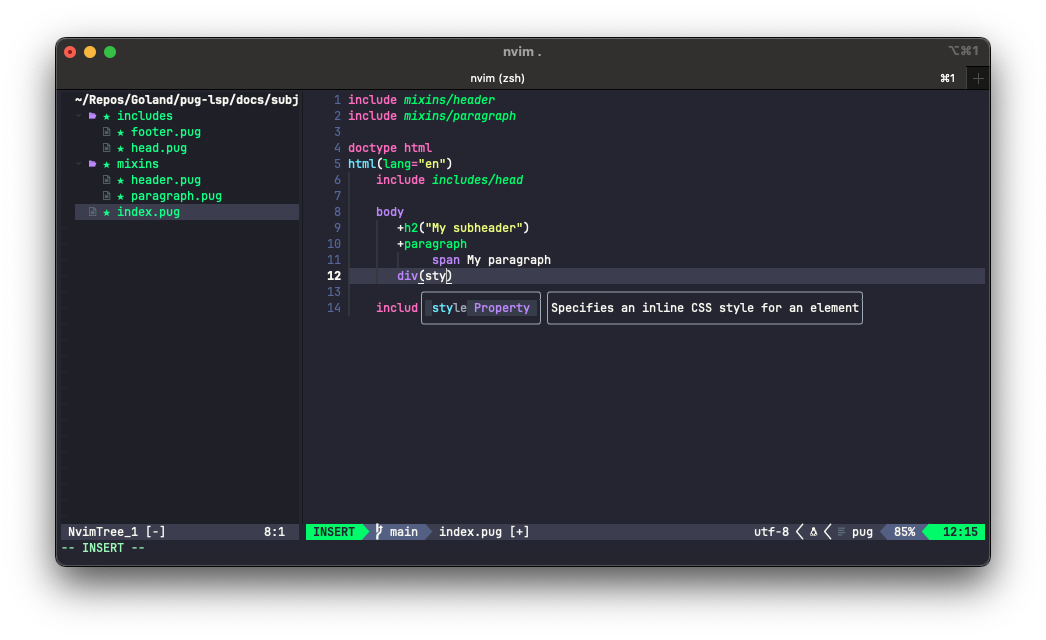 nvim .
⌥⌘1
nvim (zsh)
⌘1
~/Repos/Goland/pug-lsp/docs/subj
includes
footer.pug
head.pug
mixins
header.pug
paragraph.pug
index.pug
1 include mixins/header
2 include mixins/paragraph
3
4 doctype html
5 html(lang="en")
6 include includes/head
7
8 body
9 +h2("My subheader")
10 +paragraph
11 span My paragraph
12 div(sty)
13
14 includ
style Property
Specifies an inline CSS style for an element
NvimTree_1 [-] 8:1
INSERT main index.pug [+] utf-8 pug 85% 12:15
-- INSERT --